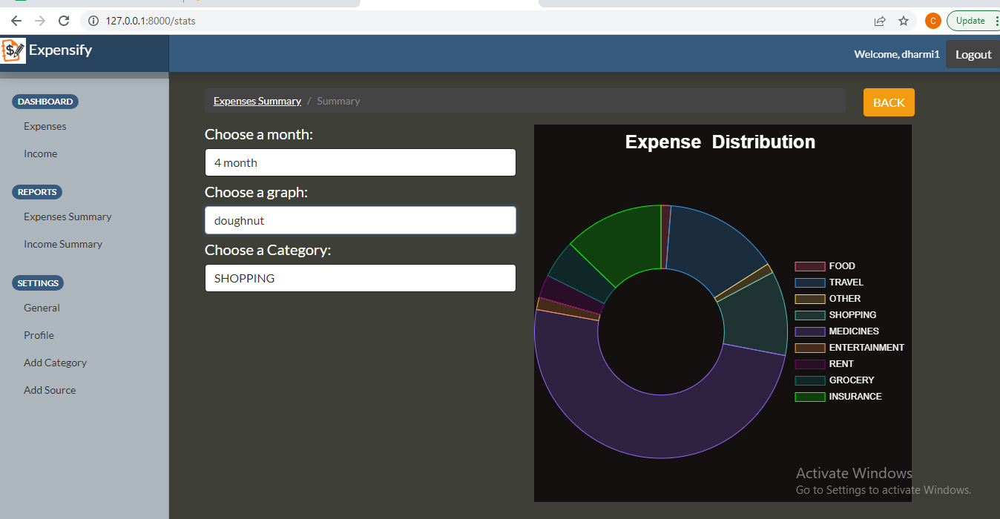 127.0.0.1:8000/stats
C
Update
$
Expensify
Welcome, dharmi1
Logout
DASHBOARD
Expenses
Income
REPORTS
Expenses Summary
Income Summary
SETTINGS
General
Profile
Add Category
Add Source
Expenses Summary / Summary
BACK
Choose a month:
4 month
Choose a graph:
doughnut
Choose a Category:
SHOPPING
Expense Distribution
FOOD
TRAVEL
OTHER
SHOPPING
MEDICINES
ENTERTAINMENT
RENT
GROCERY
INSURANCE
Activate Windows
Go to Settings to activate Windows.